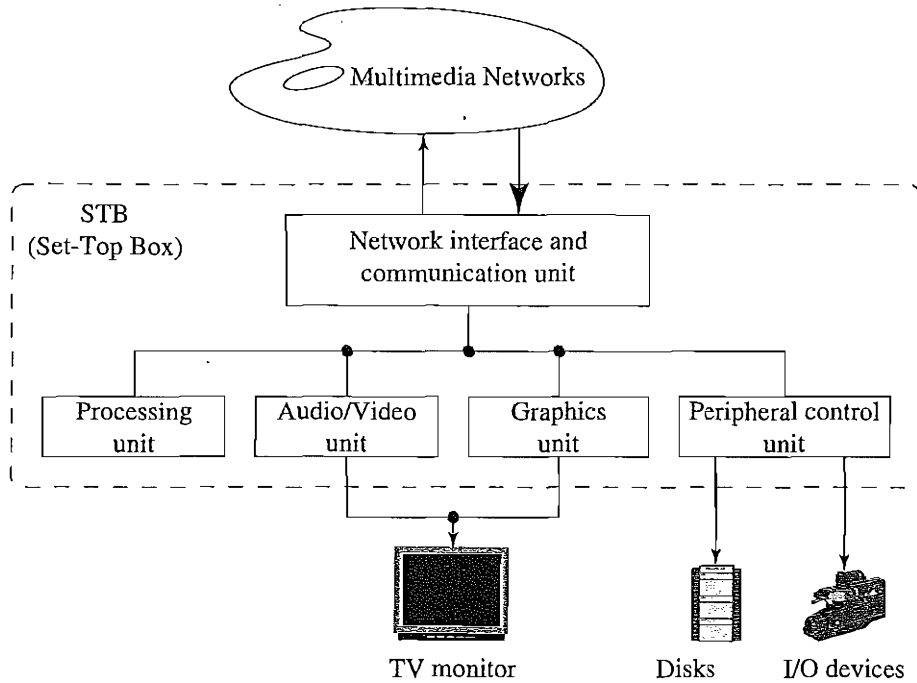 Multimedia Networks
STB
(Set-Top Box)
Network interface and
communication unit
Processing
unit
Audio/Video
unit
Graphics
unit
Peripheral control
unit
TV monitor
Disks
I/O devices